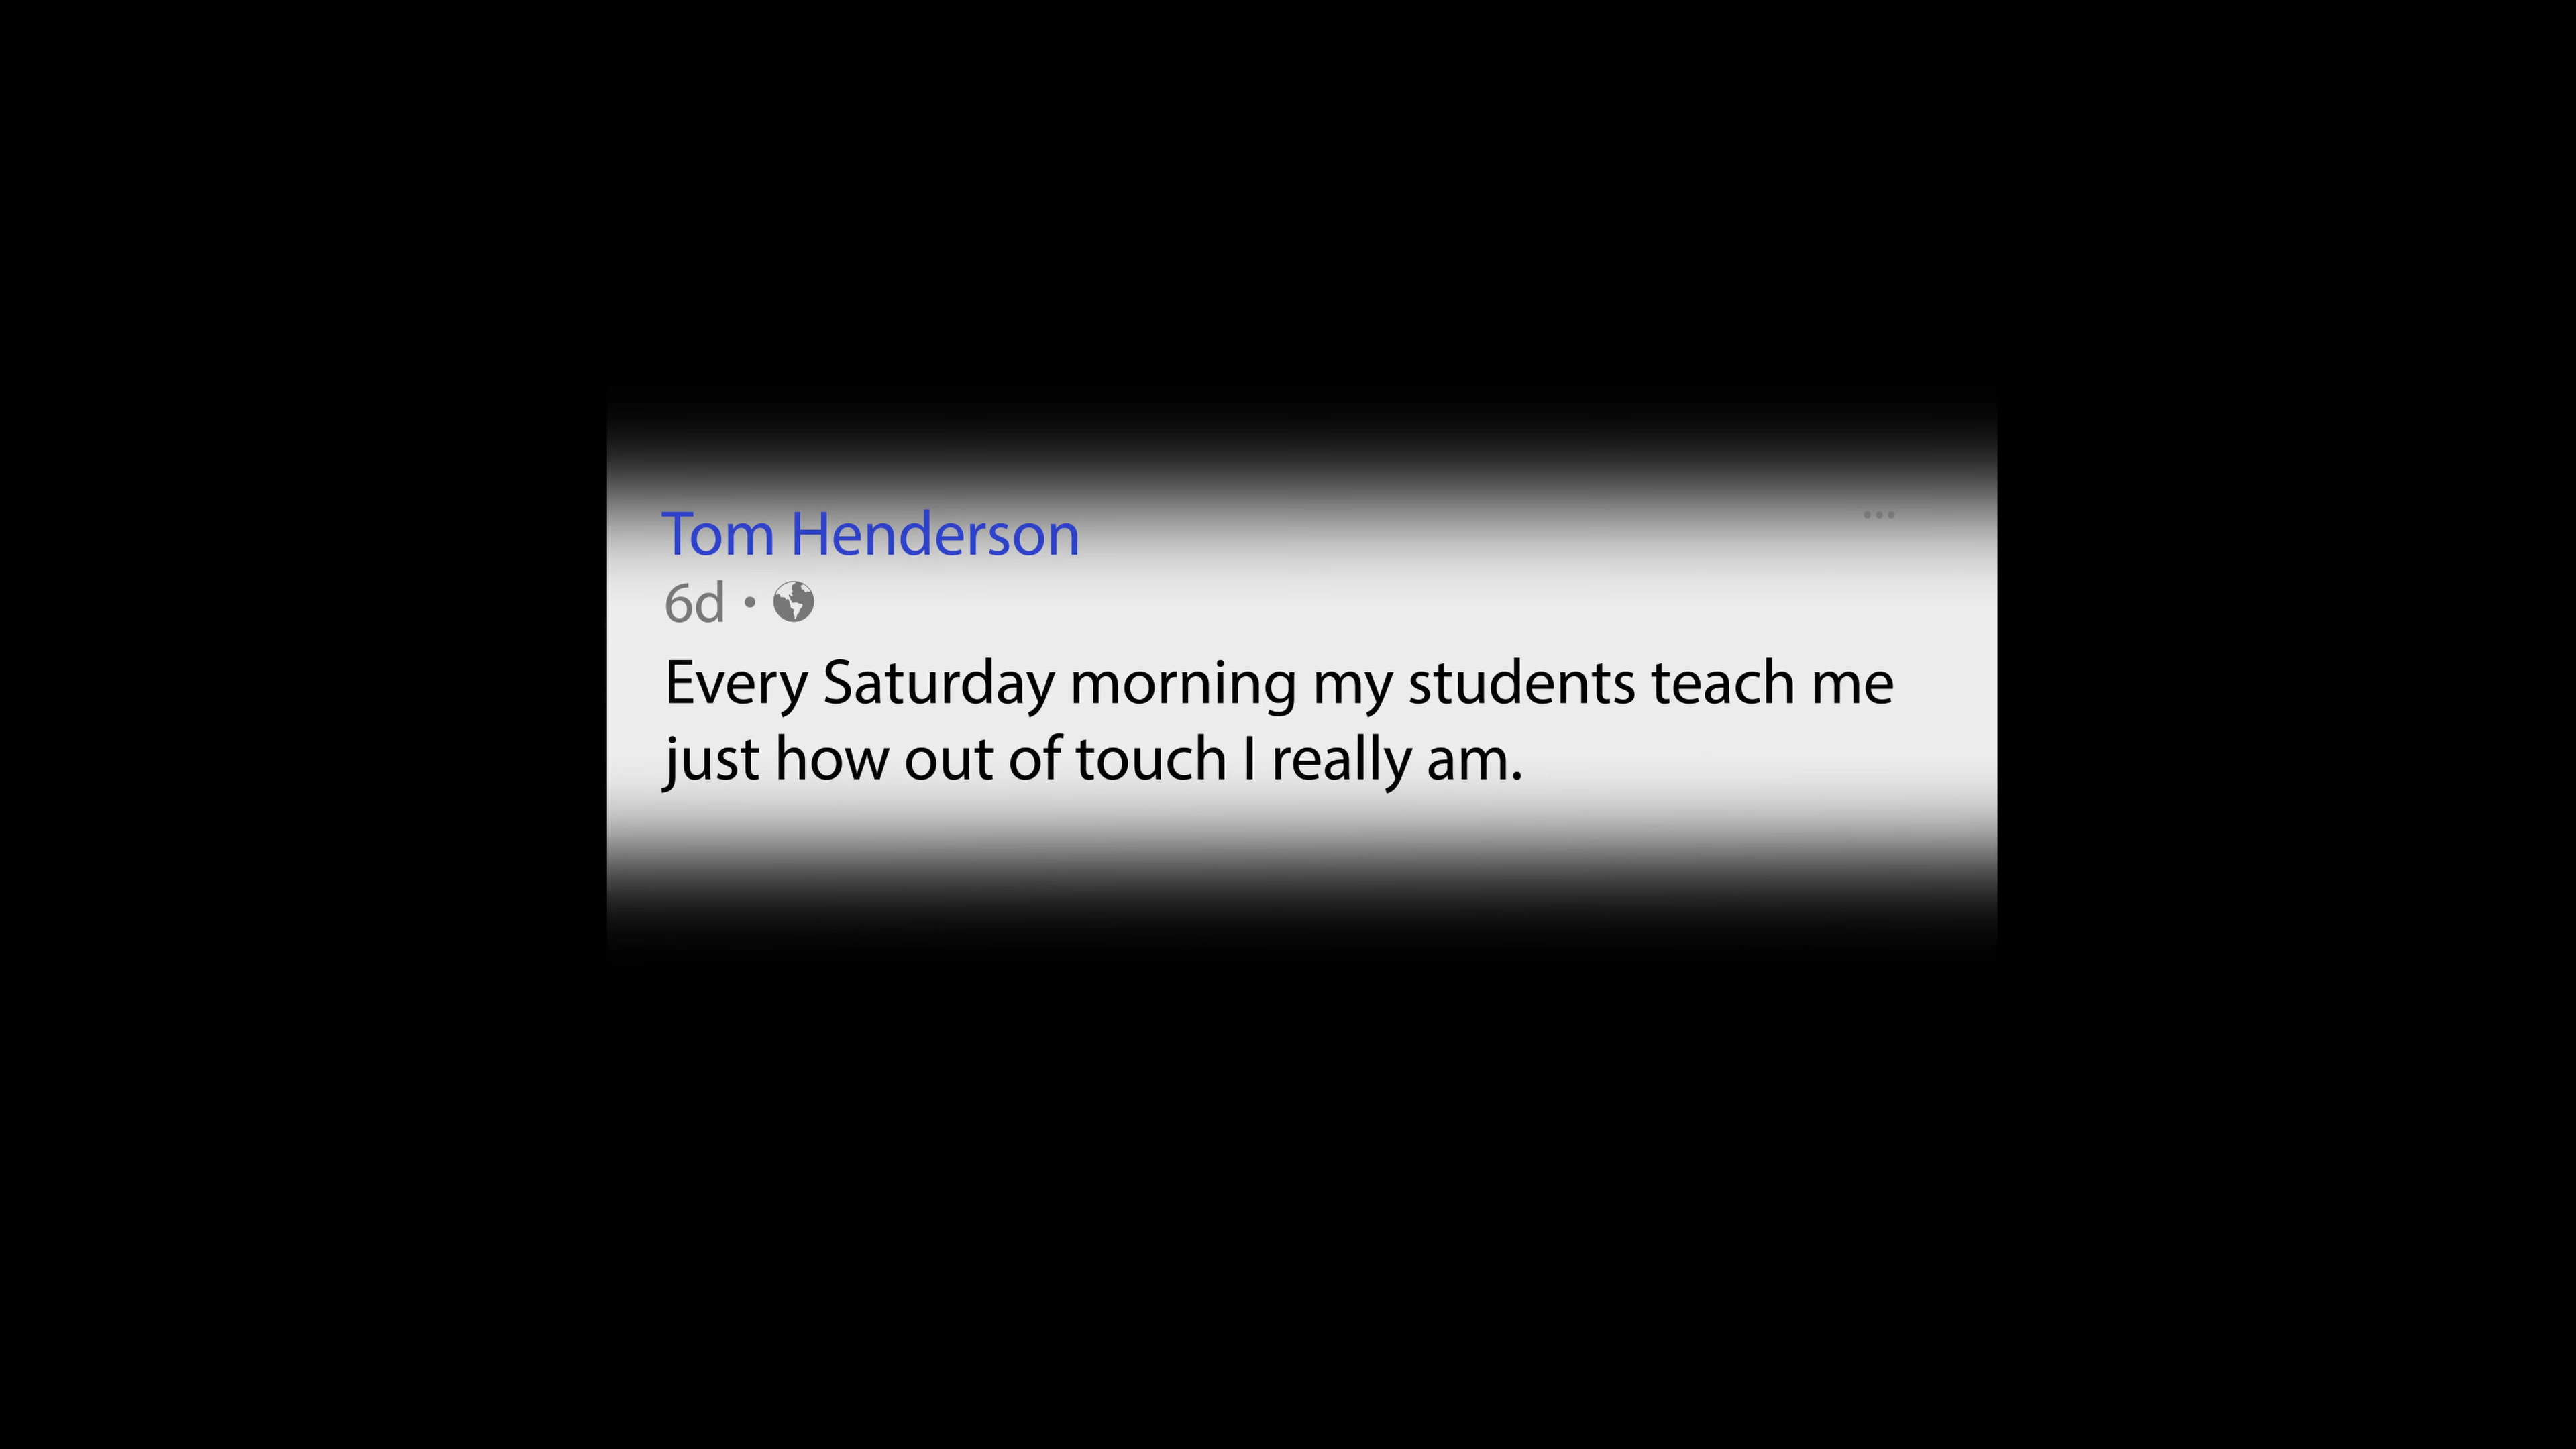 Tom Henderson
6d •
Every Saturday morning my students teach me
just how out of touch I really am.